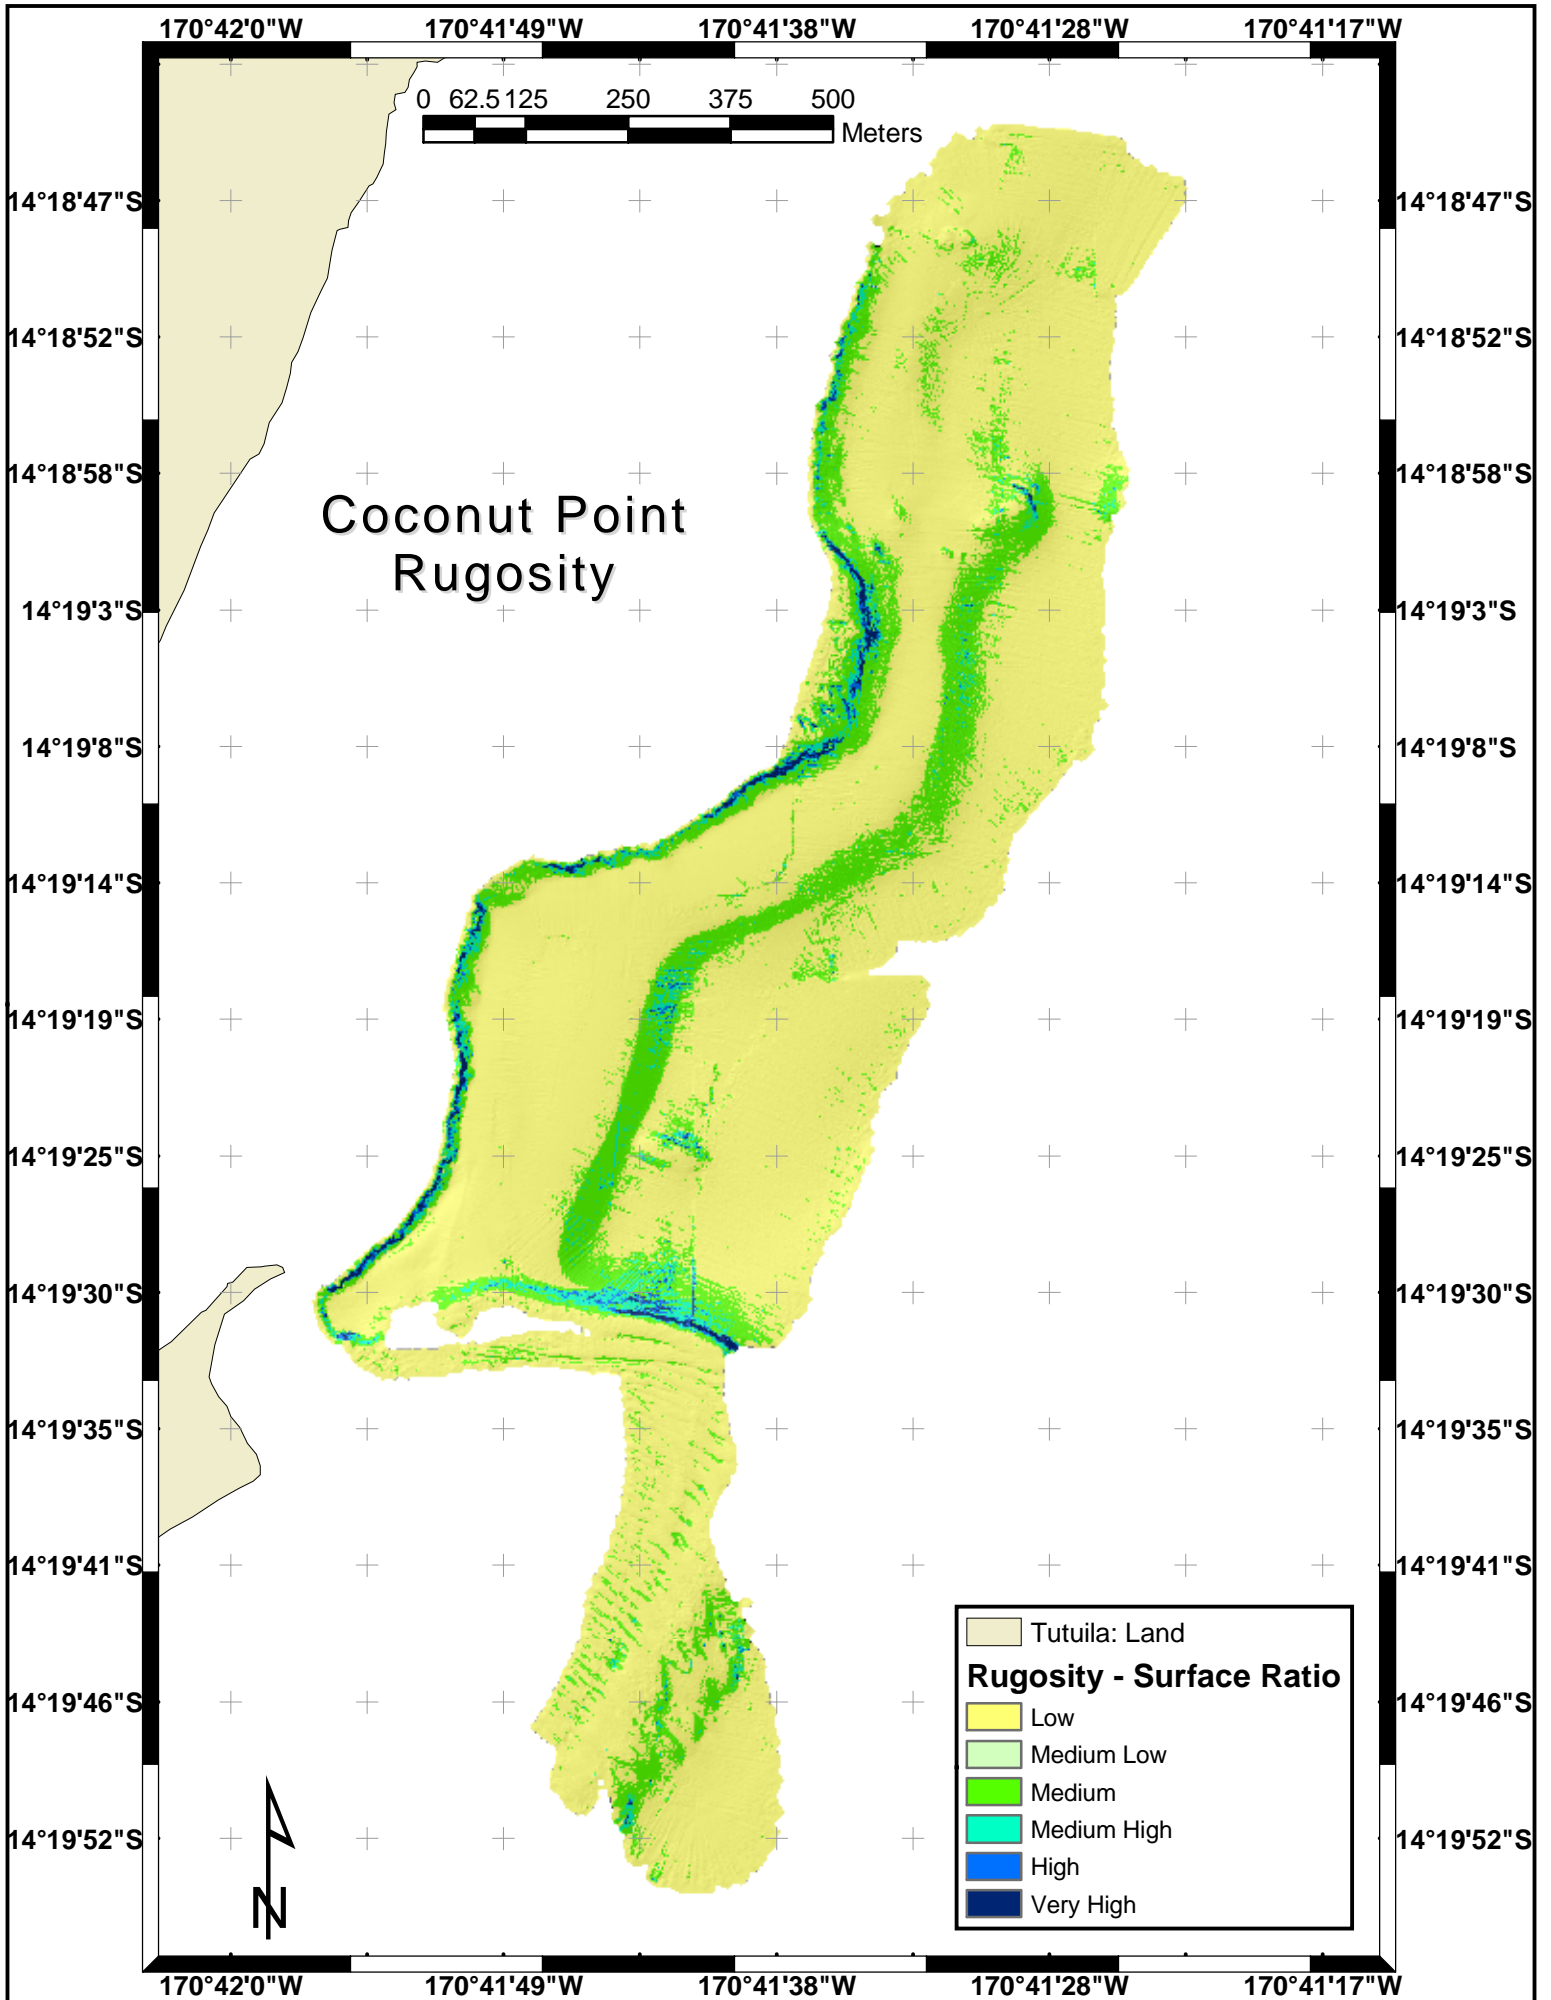 170°42'0"W 170°41'49"W 170°41'38"W 170°41'28"W 170°41'17"W
0 62.5 125 250 375 500
Meters
14°18'47"S 14°18'47"S
14°18'52"S 14°18'52"S
14°18'58"S 14°18'58"S
Coconut Point
Rugosity
14°19'3"S 14°19'3"S
14°19'8"S 14°19'8"S
14°19'14"S 14°19'14"S
14°19'19"S 14°19'19"S
14°19'25"S 14°19'25"S
14°19'30"S 14°19'30"S
14°19'35"S 14°19'35"S
14°19'41"S 14°19'41"S
Tutuila: Land
Rugosity - Surface Ratio
14°19'46"S 14°19'46"S
Low
Medium Low
Medium
Medium High
14°19'52"S 14°19'52"S
High
Very High
N
170°42'0"W 170°41'49"W 170°41'38"W 170°41'28"W 170°41'17"W